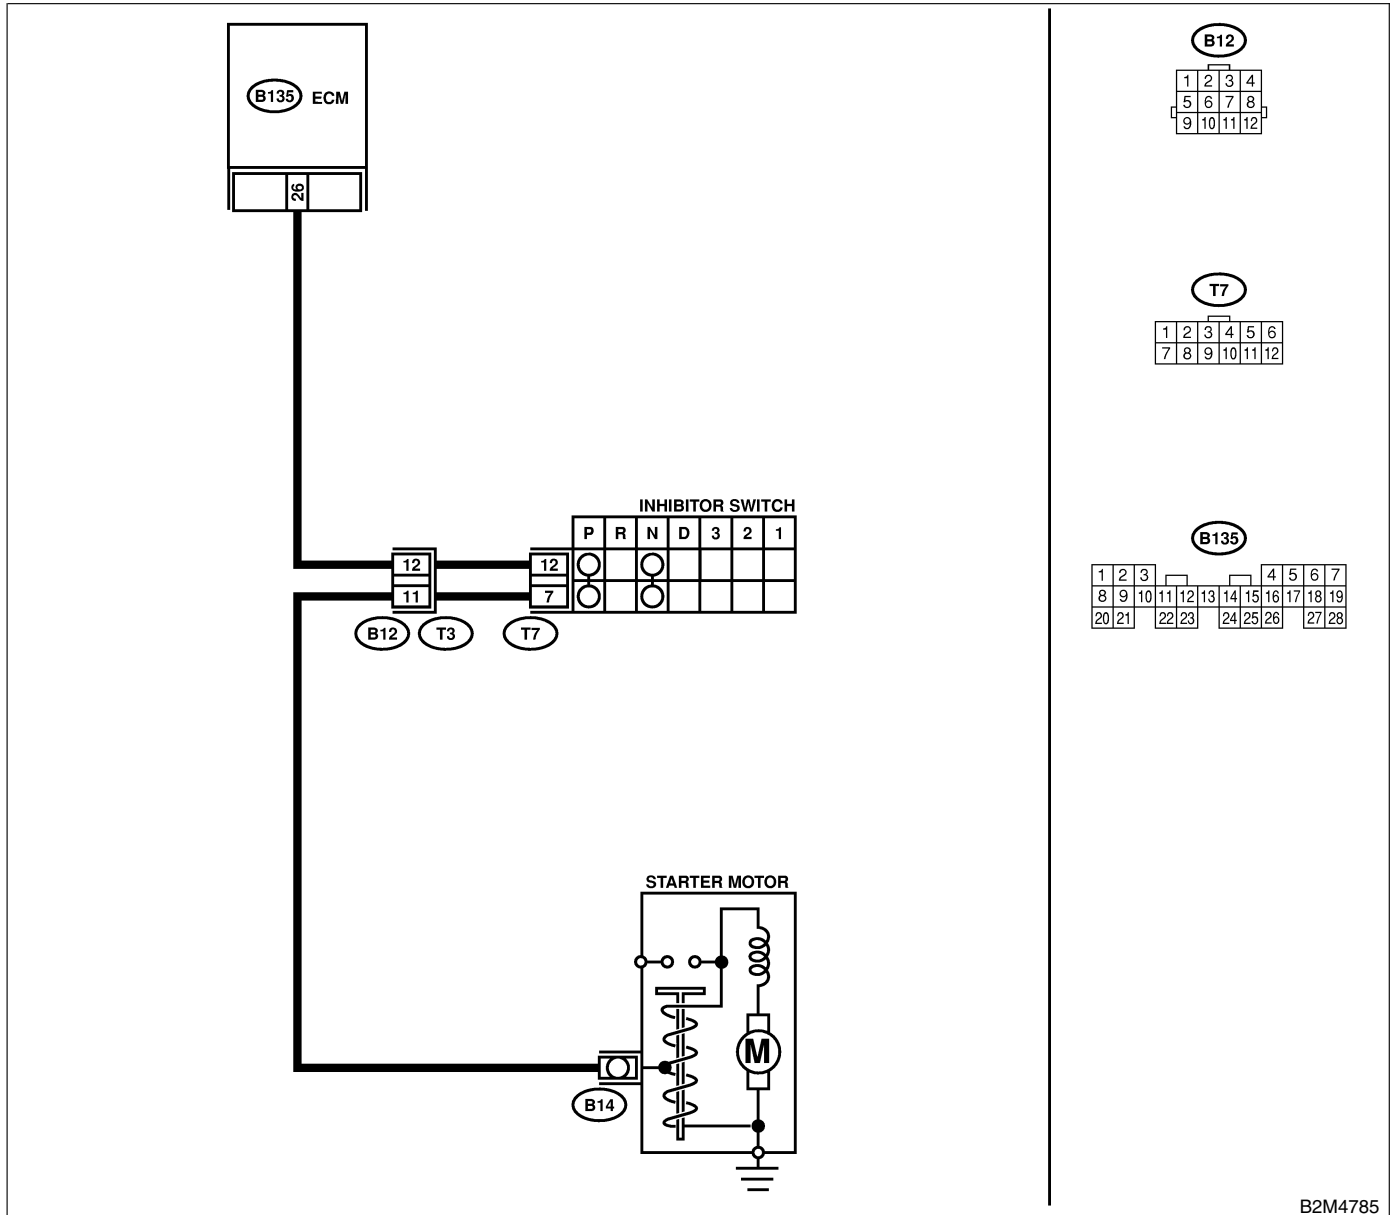 B135 ECM
26
INHIBITOR SWITCH
P R N D 3 2 1
12 12
11 7
B12 T3 T7
STARTER MOTOR
M
B14
B12
1 2 3 4
5 6 7 8
9 10 11 12
T7
1 2 3 4 5 6
7 8 9 10 11 12
B135
1 2 3 4 5 6 7
8 9 10 11 12 13 14 15 16 17 18 19
20 21 22 23 24 25 26 27 28
B2M4785